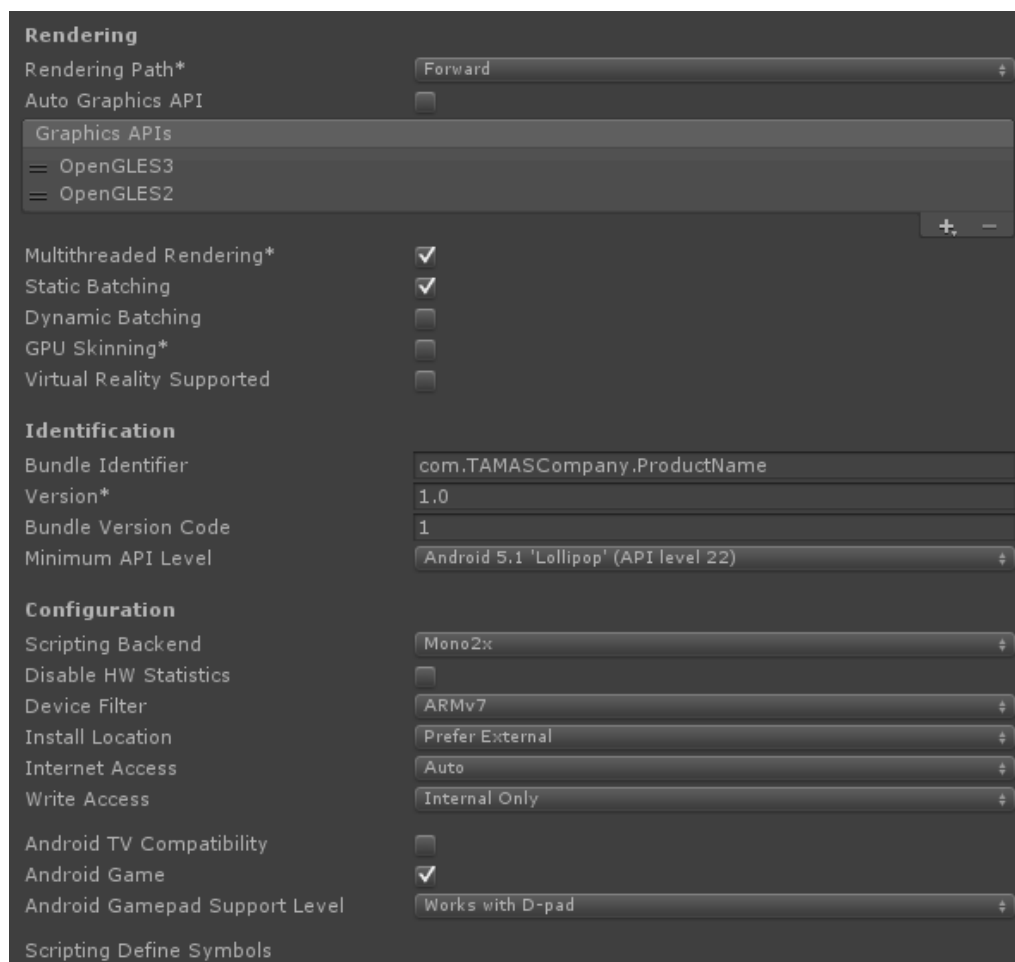 Rendering
Rendering Path* Forward
Auto Graphics API
Graphics APIs
OpenGLES3
OpenGLES2
Multithreaded Rendering*
Static Batching
Dynamic Batching
GPU Skinning*
Virtual Reality Supported
Identification
Bundle Identifier com.TAMASCompany.ProductName
Version* 1.0
Bundle Version Code 1
Minimum API Level Android 5.1 'Lollipop' (API level 22)
Configuration
Scripting Backend Mono2x
Disable HW Statistics
Device Filter ARMv7
Install Location Prefer External
Internet Access Auto
Write Access Internal Only
Android TV Compatibility
Android Game
Android Gamepad Support Level Works with D-pad
Scripting Define Symbols